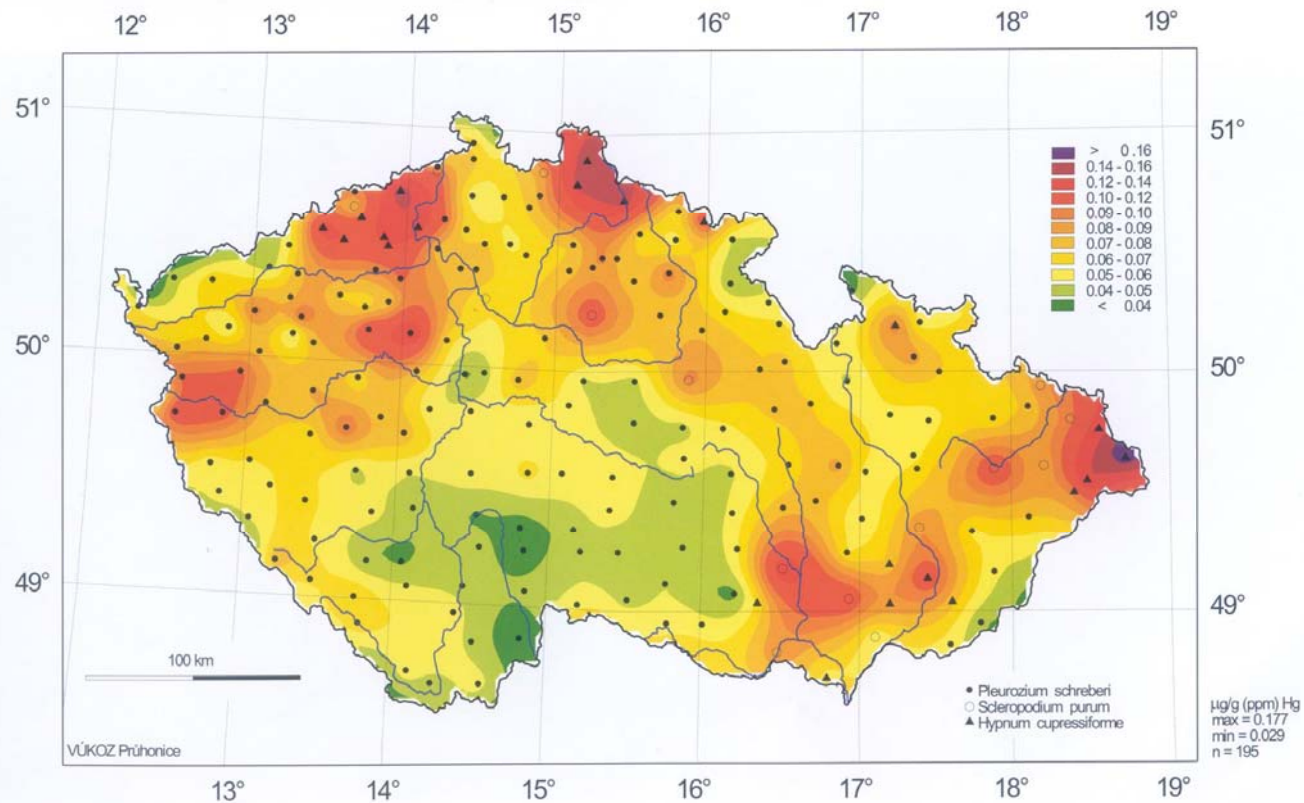 12° 13° 14° 15° 16° 17° 18° 19°
51° 51°
> 0.16
0.14 - 0.16
0.12 - 0.14
0.10 - 0.12
0.09 - 0.10
0.08 - 0.09
0.07 - 0.08
0.06 - 0.07
0.05 - 0.06
0.04 - 0.05
< 0.04
50° 50°
49° 49°
100 km
Pleurozium schreberi
Scleropodium purum
Hypnum cupressiforme
µg/g (ppm) Hg
max = 0.177
min = 0.029
n = 195
VÚKOZ Průhonice
13° 14° 15° 16° 17° 18° 19°